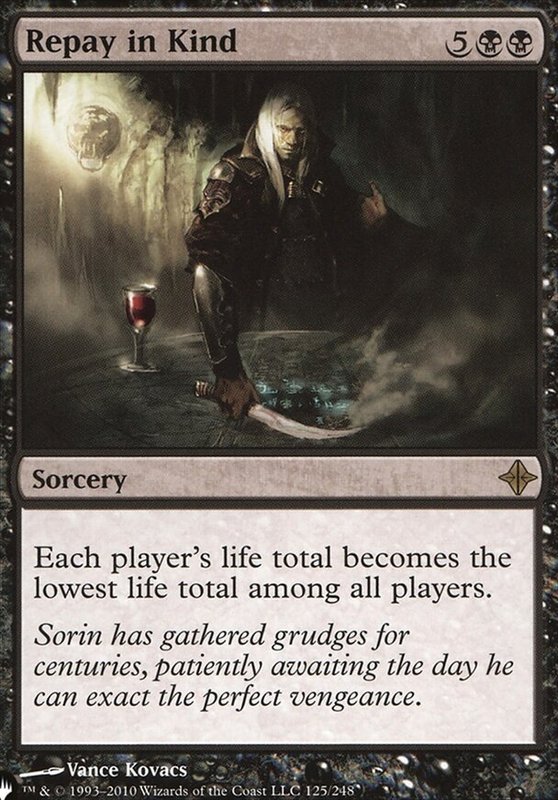 Repay in Kind 5
Sorcery
Each player's life total becomes the
lowest life total among all players.
Sorin has gathered grudges for
centuries, patiently awaiting the day he
can exact the perfect vengeance.
Vance Kovacs
™ & © 1993–2010 Wizards of the Coast LLC 125/248